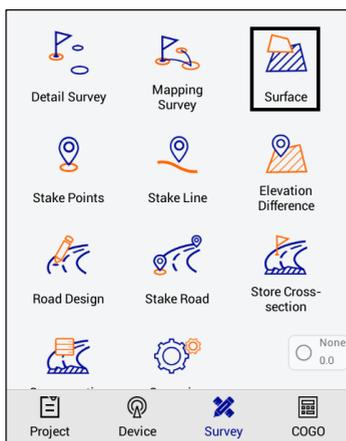 Detail Survey
Mapping
Survey
Surface
Stake Points
Stake Line
Elevation
Difference
Road Design
Stake Road
Store Cross-
section
None
0.0
Project
Device
Survey
COGO